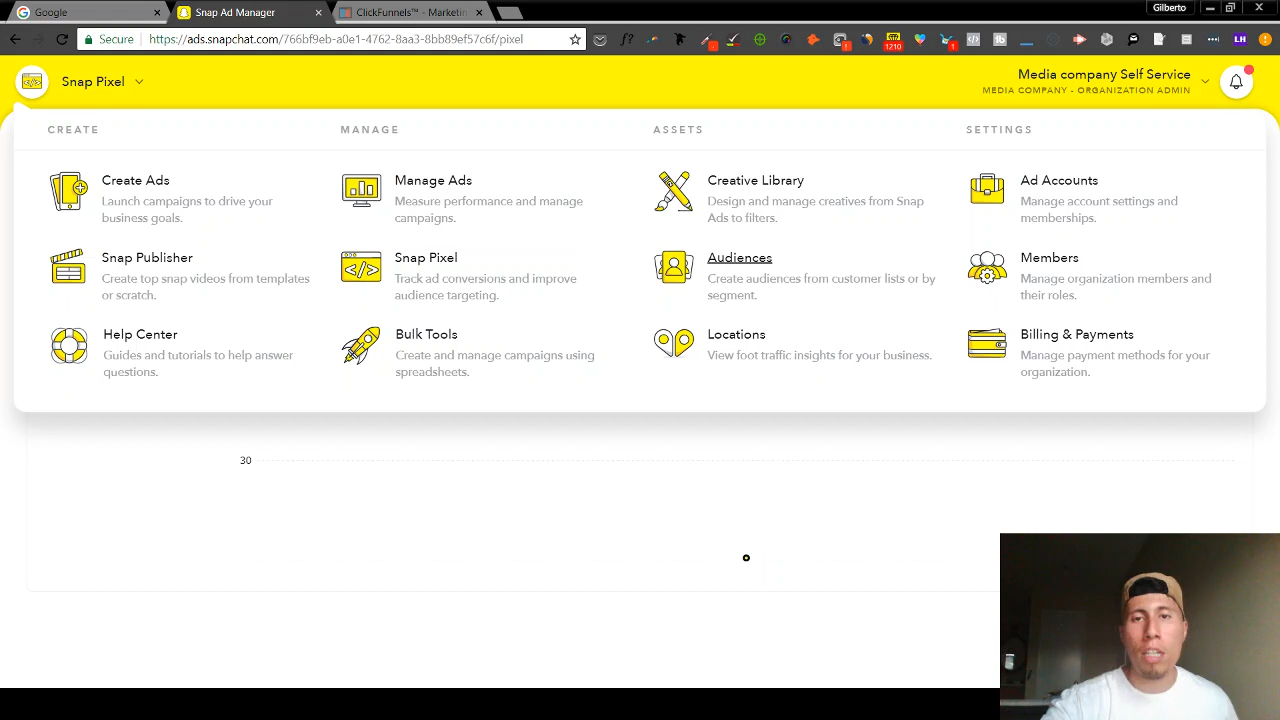 Google
Snap Ad Manager
ClickFunnels™ - Marketin
Gilberto
Secure
https://ads.snapchat.com/766bf9eb-a0e1-4762-8aa3-8bb89ef57c6f/pixel
1210
1
LH
Snap Pixel
Media company Self Service
MEDIA COMPANY - ORGANIZATION ADMIN
CREATE
MANAGE
ASSETS
SETTINGS
Create Ads
Launch campaigns to drive your
business goals.
Manage Ads
Measure performance and manage
campaigns.
Creative Library
Design and manage creatives from Snap
Ads to filters.
Ad Accounts
Manage account settings and
memberships.
Snap Publisher
Create top snap videos from templates
or scratch.
Snap Pixel
Track ad conversions and improve
audience targeting.
Audiences
Create audiences from customer lists or by
segment.
Members
Manage organization members and
their roles.
Help Center
Guides and tutorials to help answer
questions.
Bulk Tools
Create and manage campaigns using
spreadsheets.
Locations
View foot traffic insights for your business.
Billing & Payments
Manage payment methods for your
organization.
30